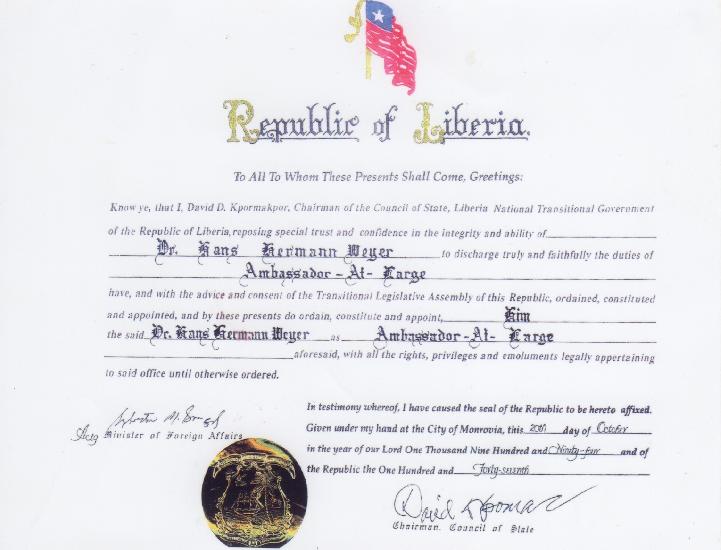 Republic of Liberia.
To All To Whom These Presents Shall Come, Greetings:
Know ye, that I, David D. Kpormakpor, Chairman of the Council of State, Liberia National Transitional Government
of the Republic of Liberia, reposing special trust and confidence in the integrity and ability of
Dr. Hans Hermann Weyer to discharge truly and faithfully the duties of
Ambassador-At-Large
have, and with the advice and consent of the Transitional Legislative Assembly of this Republic, ordained, constituted
and appointed, and by these presents do ordain, constitute and appoint, Him
the said Dr. Hans Hermann Weyer as Ambassador-At-Large
aforesaid, with all the rights, privileges and emoluments legally appertaining
to said office until otherwise ordered.
Actg Minister of Foreign Affairs
In testimony whereof, I have caused the seal of the Republic to be hereto affixed.
Given under my hand at the City of Monrovia, this 20th day of October
in the year of our Lord One Thousand Nine Hundred and Ninety-four and of
the Republic the One Hundred and Forty-seventh
Chairman, Council of State